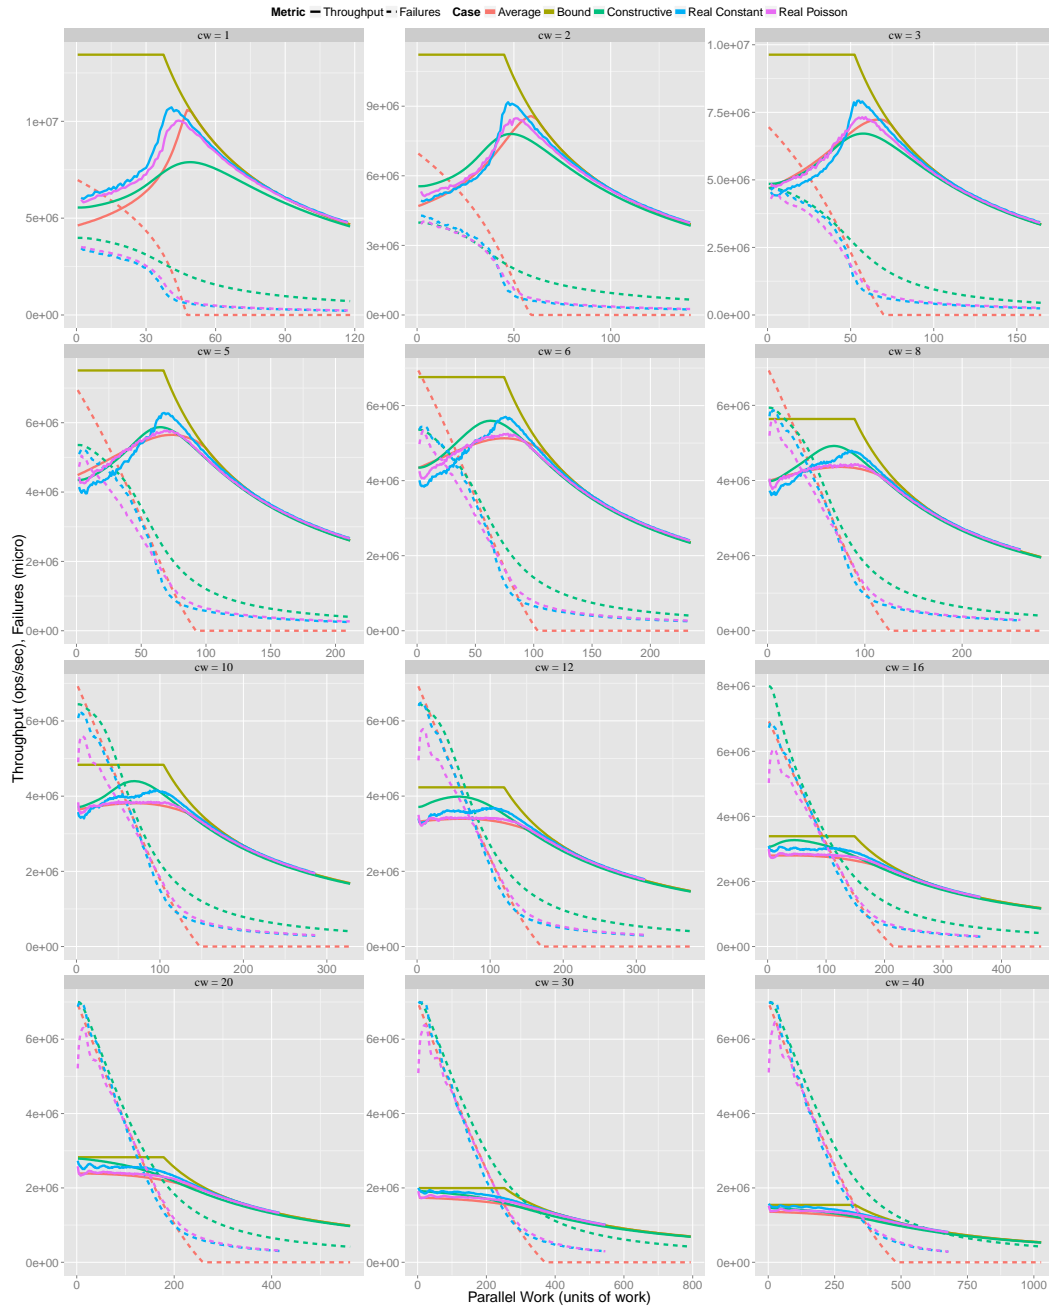 Metric Throughput Failures Case Average Bound Constructive Real Constant Real Poisson
cw = 1 cw = 2 cw = 3
1e+07
5e+06
0e+00
0 30 60 90 120
9e+06
6e+06
3e+06
0e+00
0 50 100
1.0e+07
7.5e+06
5.0e+06
2.5e+06
0.0e+00
0 50 100 150
cw = 5 cw = 6 cw = 8
6e+06
4e+06
2e+06
0e+00
0 50 100 150 200
6e+06
4e+06
2e+06
0e+00
0 50 100 150 200
6e+06
4e+06
2e+06
0e+00
0 100 200
Throughput (ops/sec), Failures (micro)
cw = 10 cw = 12 cw = 16
6e+06
4e+06
2e+06
0e+00
0 100 200 300
6e+06
4e+06
2e+06
0e+00
0 100 200 300
8e+06
6e+06
4e+06
2e+06
0e+00
0 100 200 300 400
cw = 20 cw = 30 cw = 40
6e+06
4e+06
2e+06
0e+00
0 200 400
6e+06
4e+06
2e+06
0e+00
0 200 400 600 800
6e+06
4e+06
2e+06
0e+00
0 250 500 750 1000
Parallel Work (units of work)